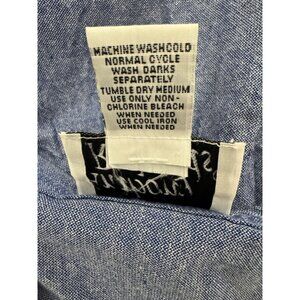 MACHINE WASH COLD
NORMAL CYCLE
WASH DARKS
SEPARATELY
TUMBLE DRY MEDIUM
USE ONLY NON-
CHLORINE BLEACH
WHEN NEEDED
USE COOL IRON
WHEN NEEDED